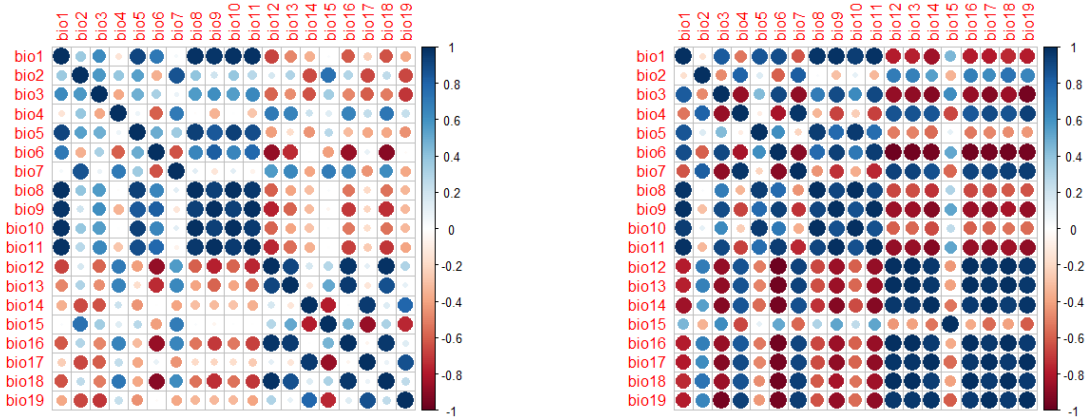 bio1 bio2 bio3 bio4 bio5 bio6 bio7 bio8 bio9 bio10 bio11 bio12 bio13 bio14 bio15 bio16 bio17 bio18 bio19
bio1
bio2
bio3
bio4
bio5
bio6
bio7
bio8
bio9
bio10
bio11
bio12
bio13
bio14
bio15
bio16
bio17
bio18
bio19
1
0.8
0.6
0.4
0.2
0
-0.2
-0.4
-0.6
-0.8
-1
bio1 bio2 bio3 bio4 bio5 bio6 bio7 bio8 bio9 bio10 bio11 bio12 bio13 bio14 bio15 bio16 bio17 bio18 bio19
bio1
bio2
bio3
bio4
bio5
bio6
bio7
bio8
bio9
bio10
bio11
bio12
bio13
bio14
bio15
bio16
bio17
bio18
bio19
1
0.8
0.6
0.4
0.2
0
-0.2
-0.4
-0.6
-0.8
-1